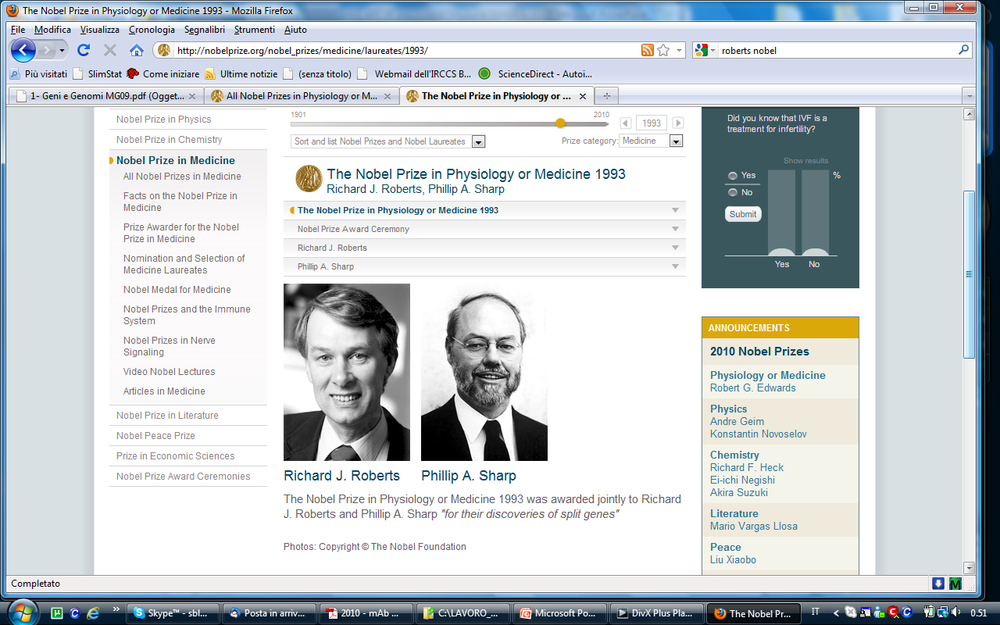 The Nobel Prize in Physiology or Medicine 1993 - Mozilla Firefox
File Modifica Visualizza Cronologia Segnalibri Strumenti Aiuto
http://nobelprize.org/nobel_prizes/medicine/laureates/1993/
roberts nobel
Più visitati SlimStat Come iniziare Ultime notizie (senza titolo) Webmail dell'IRCCS B... ScienceDirect - Autoi...
1- Geni e Genomi MG09.pdf (Ogget... All Nobel Prizes in Physiology or M... The Nobel Prize in Physiology or ...
Nobel Prize in Physics
Nobel Prize in Chemistry
Nobel Prize in Medicine
All Nobel Prizes in Medicine
Facts on the Nobel Prize in
Medicine
Prize Awarder for the Nobel
Prize in Medicine
Nomination and Selection of
Medicine Laureates
Nobel Medal for Medicine
Nobel Prizes and the Immune
System
Nobel Prizes in Nerve
Signaling
Video Nobel Lectures
Articles in Medicine
Nobel Prize in Literature
Nobel Peace Prize
Prize in Economic Sciences
Nobel Prize Award Ceremonies
1901 2010
1993
Sort and list Nobel Prizes and Nobel Laureates
Prize category: Medicine
The Nobel Prize in Physiology or Medicine 1993
Richard J. Roberts, Phillip A. Sharp
The Nobel Prize in Physiology or Medicine 1993
Nobel Prize Award Ceremony
Richard J. Roberts
Phillip A. Sharp
Richard J. Roberts Phillip A. Sharp
The Nobel Prize in Physiology or Medicine 1993 was awarded jointly to Richard
J. Roberts and Phillip A. Sharp "for their discoveries of split genes"
Photos: Copyright © The Nobel Foundation
Did you know that IVF is a
treatment for infertility?
Show results
Yes
%
No
Submit
Yes No
ANNOUNCEMENTS
2010 Nobel Prizes
Physiology or Medicine
Robert G. Edwards
Physics
Andre Geim
Konstantin Novoselov
Chemistry
Richard F. Heck
Ei-ichi Negishi
Akira Suzuki
Literature
Mario Vargas Llosa
Peace
Liu Xiaobo
Completato
Skype™ - sbl... Posta in arriv... 2010 - mAb ... C:\LAVORO_... Microsoft Po... DivX Plus Pla... The Nobel Pr... IT 0.51